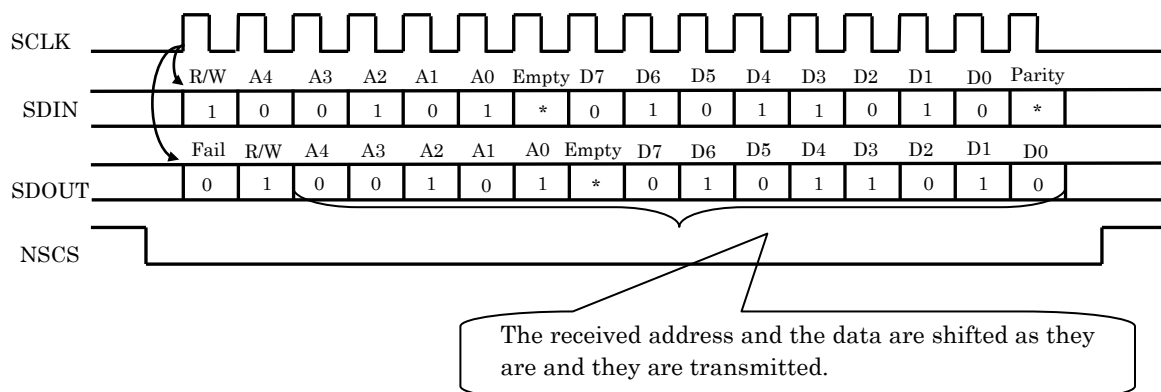 SCLK
R/W A4 A3 A2 A1 A0 Empty D7 D6 D5 D4 D3 D2 D1 D0 Parity
SDIN 1 0 0 1 0 1 * 0 1 0 1 1 0 1 0 *
Fail R/W A4 A3 A2 A1 A0 Empty D7 D6 D5 D4 D3 D2 D1 D0
SDOUT 0 1 0 0 1 0 1 * 0 1 0 1 1 0 1 0
NSCS
The received address and the data are shifted as they
are and they are transmitted.